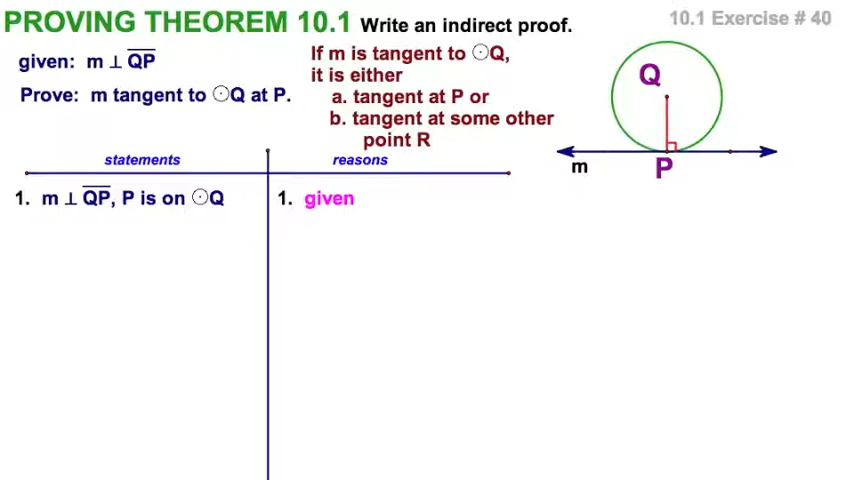 PROVING THEOREM 10.1 Write an indirect proof.
10.1 Exercise # 40
given: m ⊥ Q̅P̅
Prove: m tangent to ⊙Q at P.
If m is tangent to ⊙Q,
it is either
a. tangent at P or
b. tangent at some other
point R
Q
m
P
statements
reasons
1. m ⊥ Q̅P̅, P is on ⊙Q
1. given